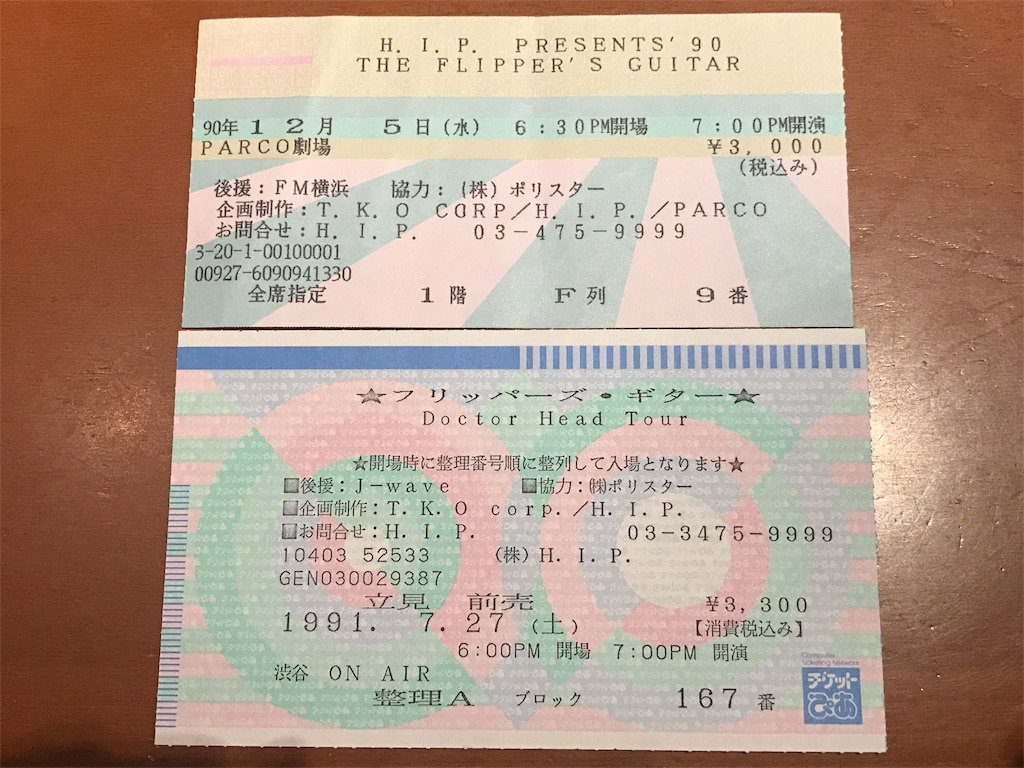 H.I.P. PRESENTS'90
THE FLIPPER'S GUITAR
90年12月 5日(水) 6:30PM開場 7:00PM開演
PARCO劇場 ¥3,000
(税込み)
後援:FM横浜 協力:(株)ポリスター
企画制作:T.K.O CORP/H.I.P./PARCO
お問合せ:H.I.P. 03-475-9999
3-20-1-00100001
00927-6090941330
全席指定 1階 F列 9番
☆フリッパーズ・ギター☆
Doctor Head Tour
☆開場時に整理番号順に整列して入場となります☆
■後援:J-wave ■協力:㈱ポリスター
■企画制作:T.K.O corp./H.I.P.
■お問合せ:H.I.P. 03-3475-9999
10403 52533 (株)H.I.P.
GEN030029387
立見 前売 ¥3,300
1991. 7.27(土) 【消費税込み】
6:00PM 開場 7:00PM 開演
渋谷 ON AIR
整理A ブロック 167 番
Computer
Ticketing Network
チケット
ぴあ